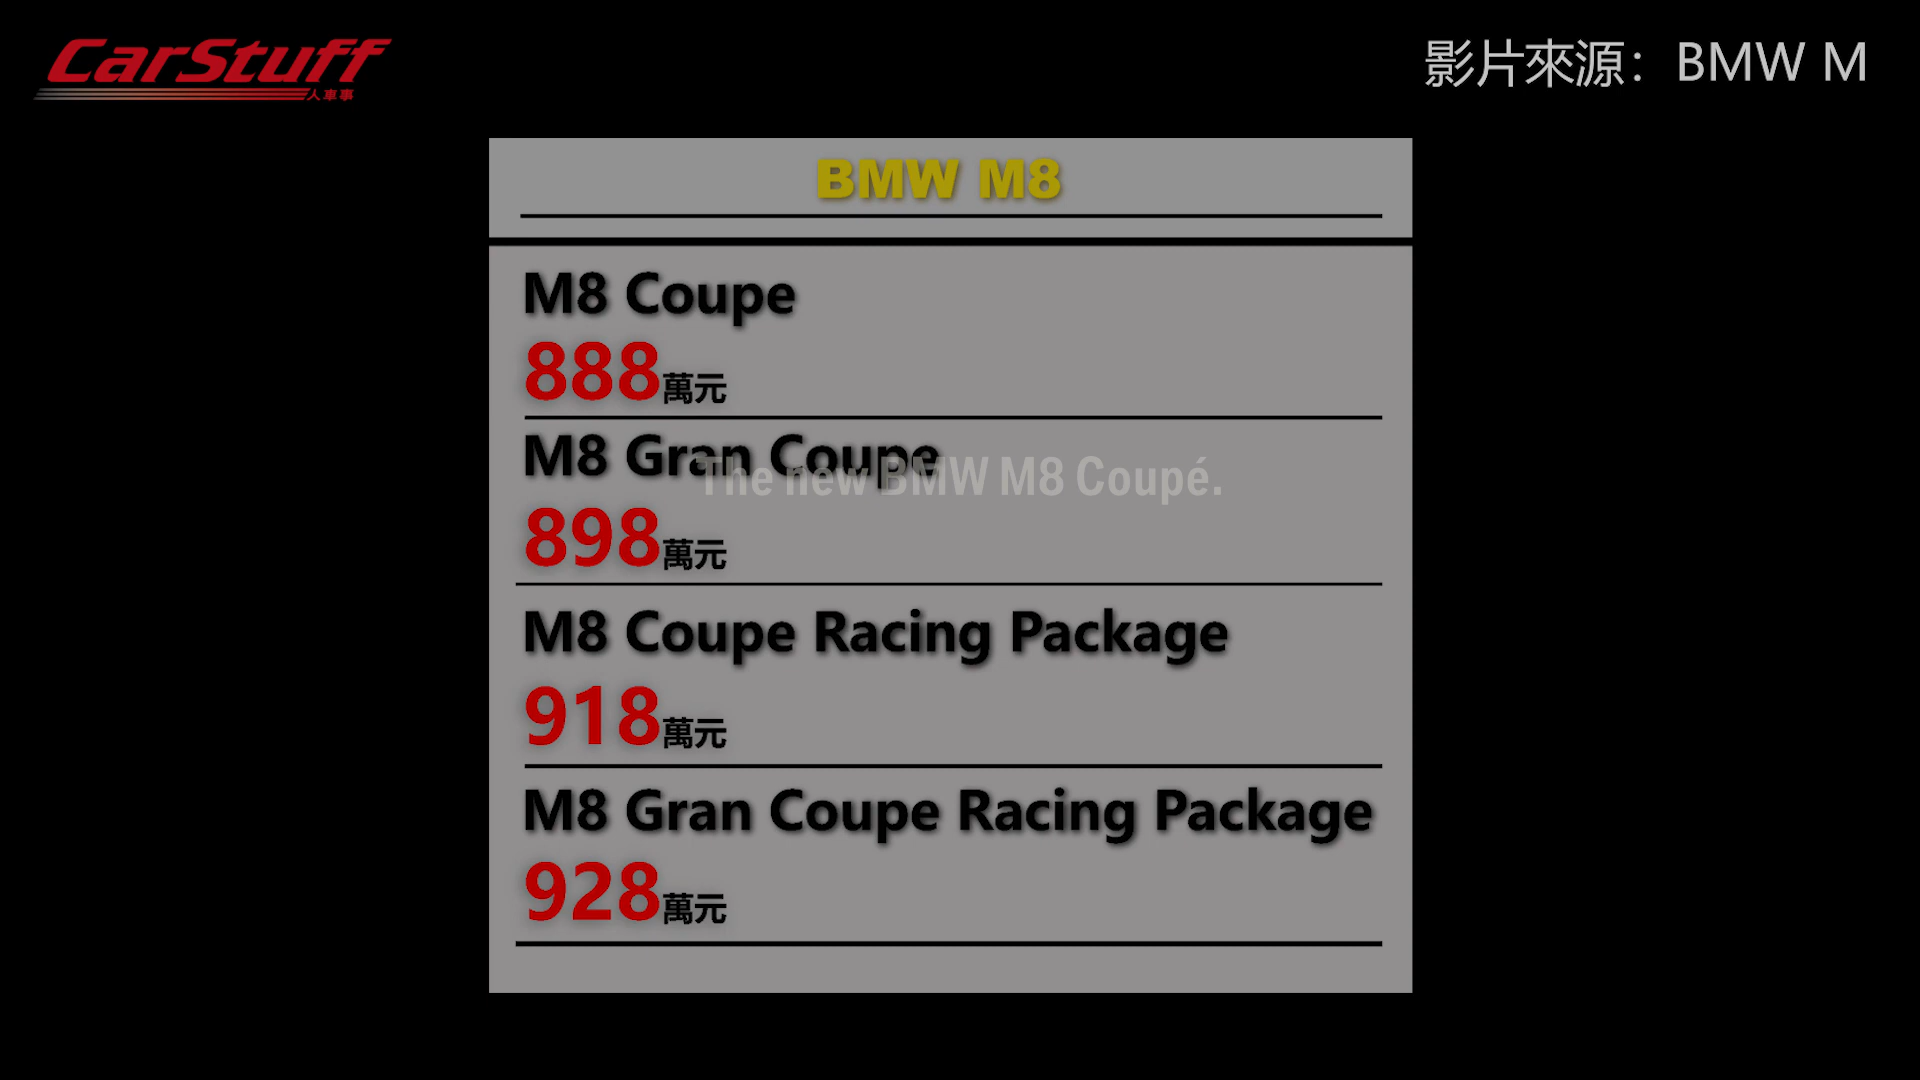 CarStuff
人車事
影片來源：BMW M
BMW M8
M8 Coupe
888萬元
M8 Gran Coupe
The new BMW M8 Coupé.
898萬元
M8 Coupe Racing Package
918萬元
M8 Gran Coupe Racing Package
928萬元